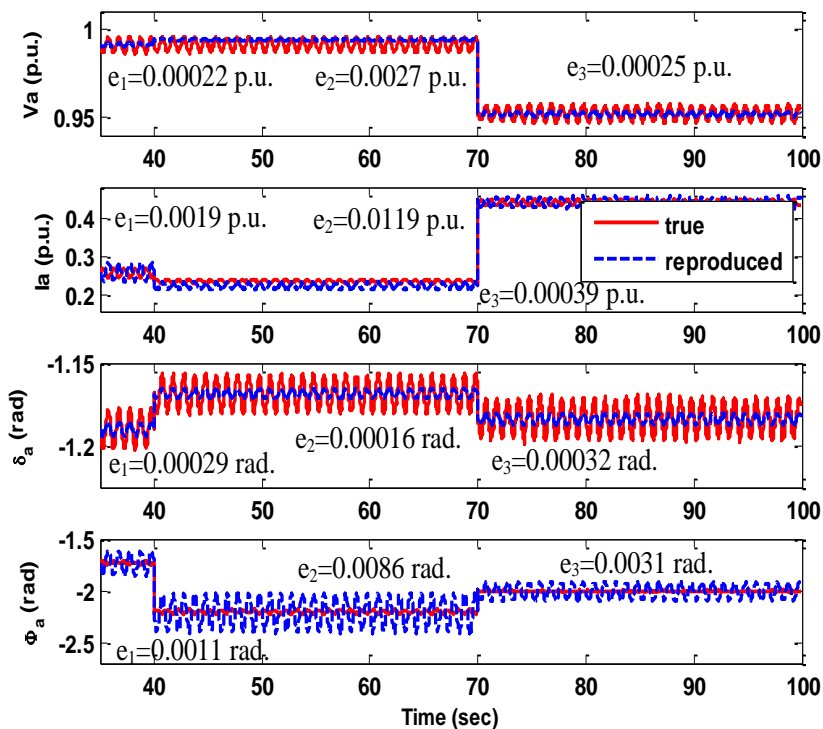 1
0.95
Va (p.u.)
e1=0.00022 p.u.
e2=0.0027 p.u.
e3=0.00025 p.u.
40 50 60 70 80 90 100
0.4
0.3
0.2
Ia (p.u.)
e1=0.0019 p.u.
e2=0.0119 p.u.
e3=0.00039 p.u.
true
reproduced
40 50 60 70 80 90 100
-1.15
-1.2
δa (rad)
e1=0.00029 rad.
e2=0.00016 rad.
e3=0.00032 rad.
40 50 60 70 80 90 100
-1.5
-2
-2.5
Φa (rad)
e1=0.0011 rad.
e2=0.0086 rad.
e3=0.0031 rad.
40 50 60 70 80 90 100
Time (sec)